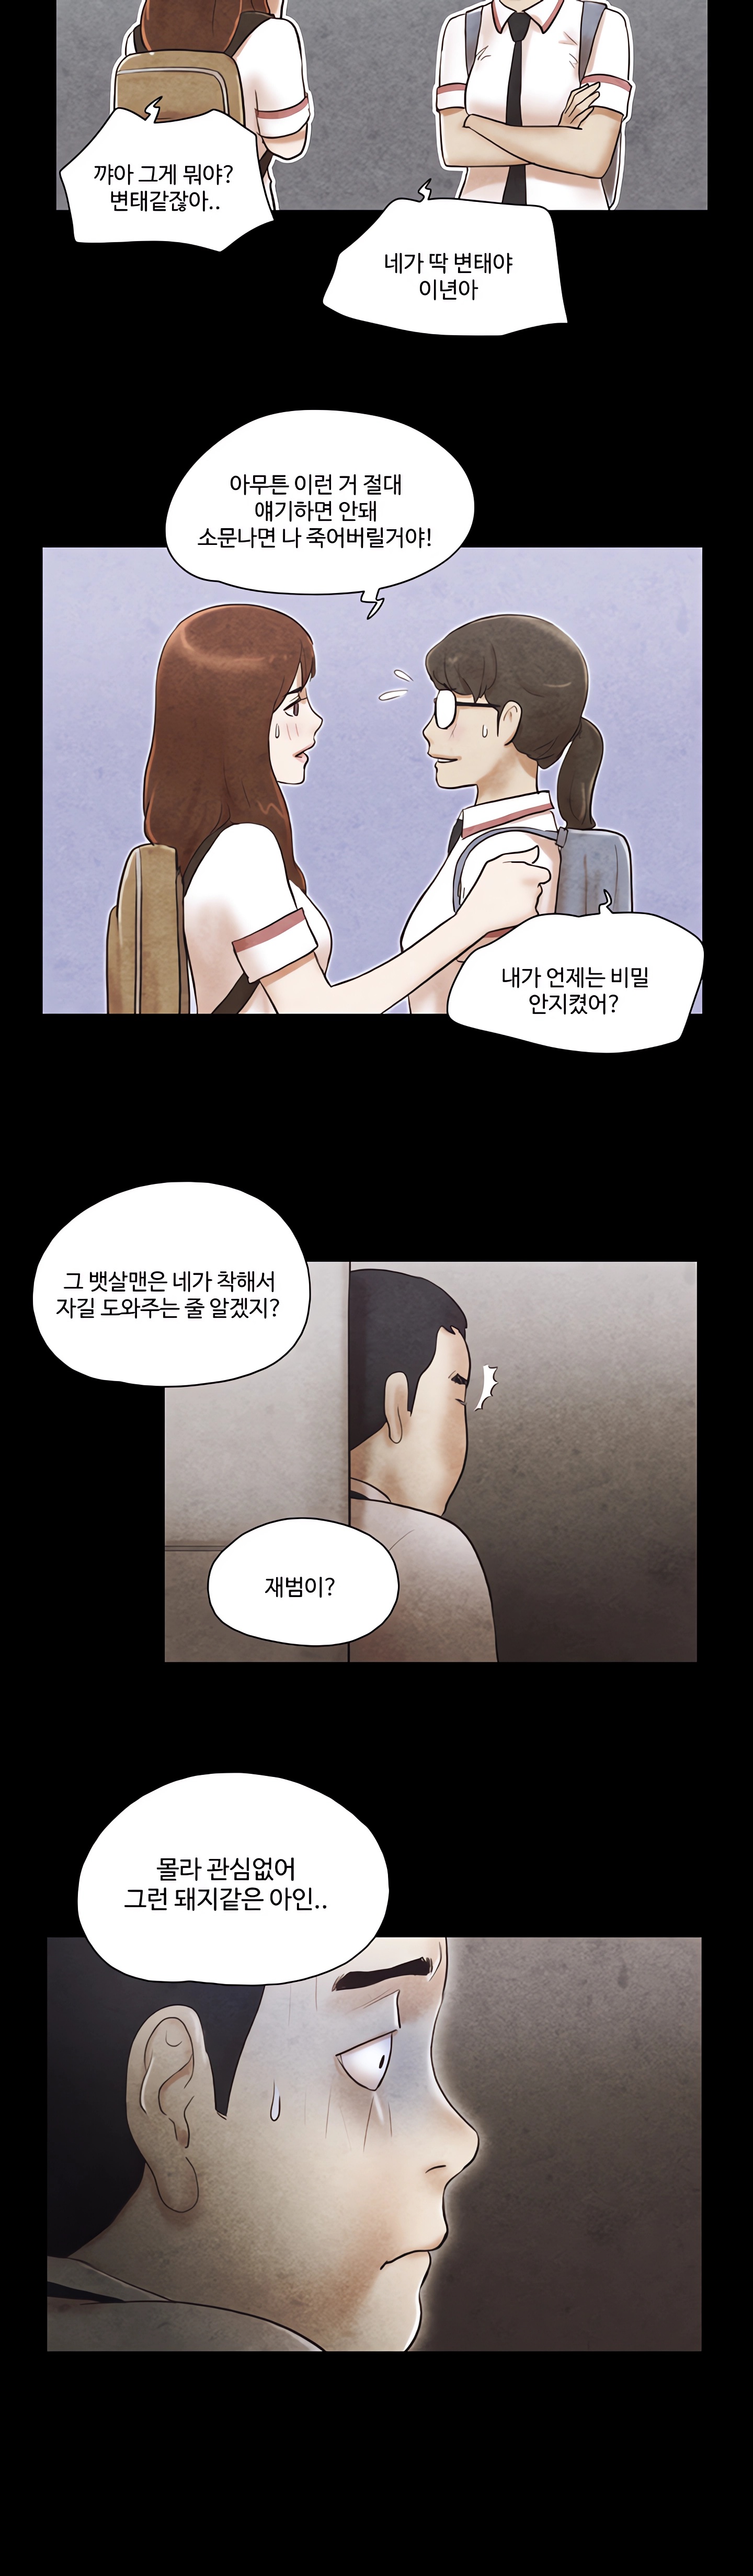 꺄아 그게 뭐야?
변태같잖아..
네가 딱 변태야
이년아
아무튼 이런 거 절대
얘기하면 안돼
소문나면 나 죽어버릴거야!
내가 언제는 비밀
안지켰어?
그 뱃살맨은 네가 착해서
자길 도와주는 줄 알겠지?
재범이?
몰라 관심없어
그런 돼지같은 아인..